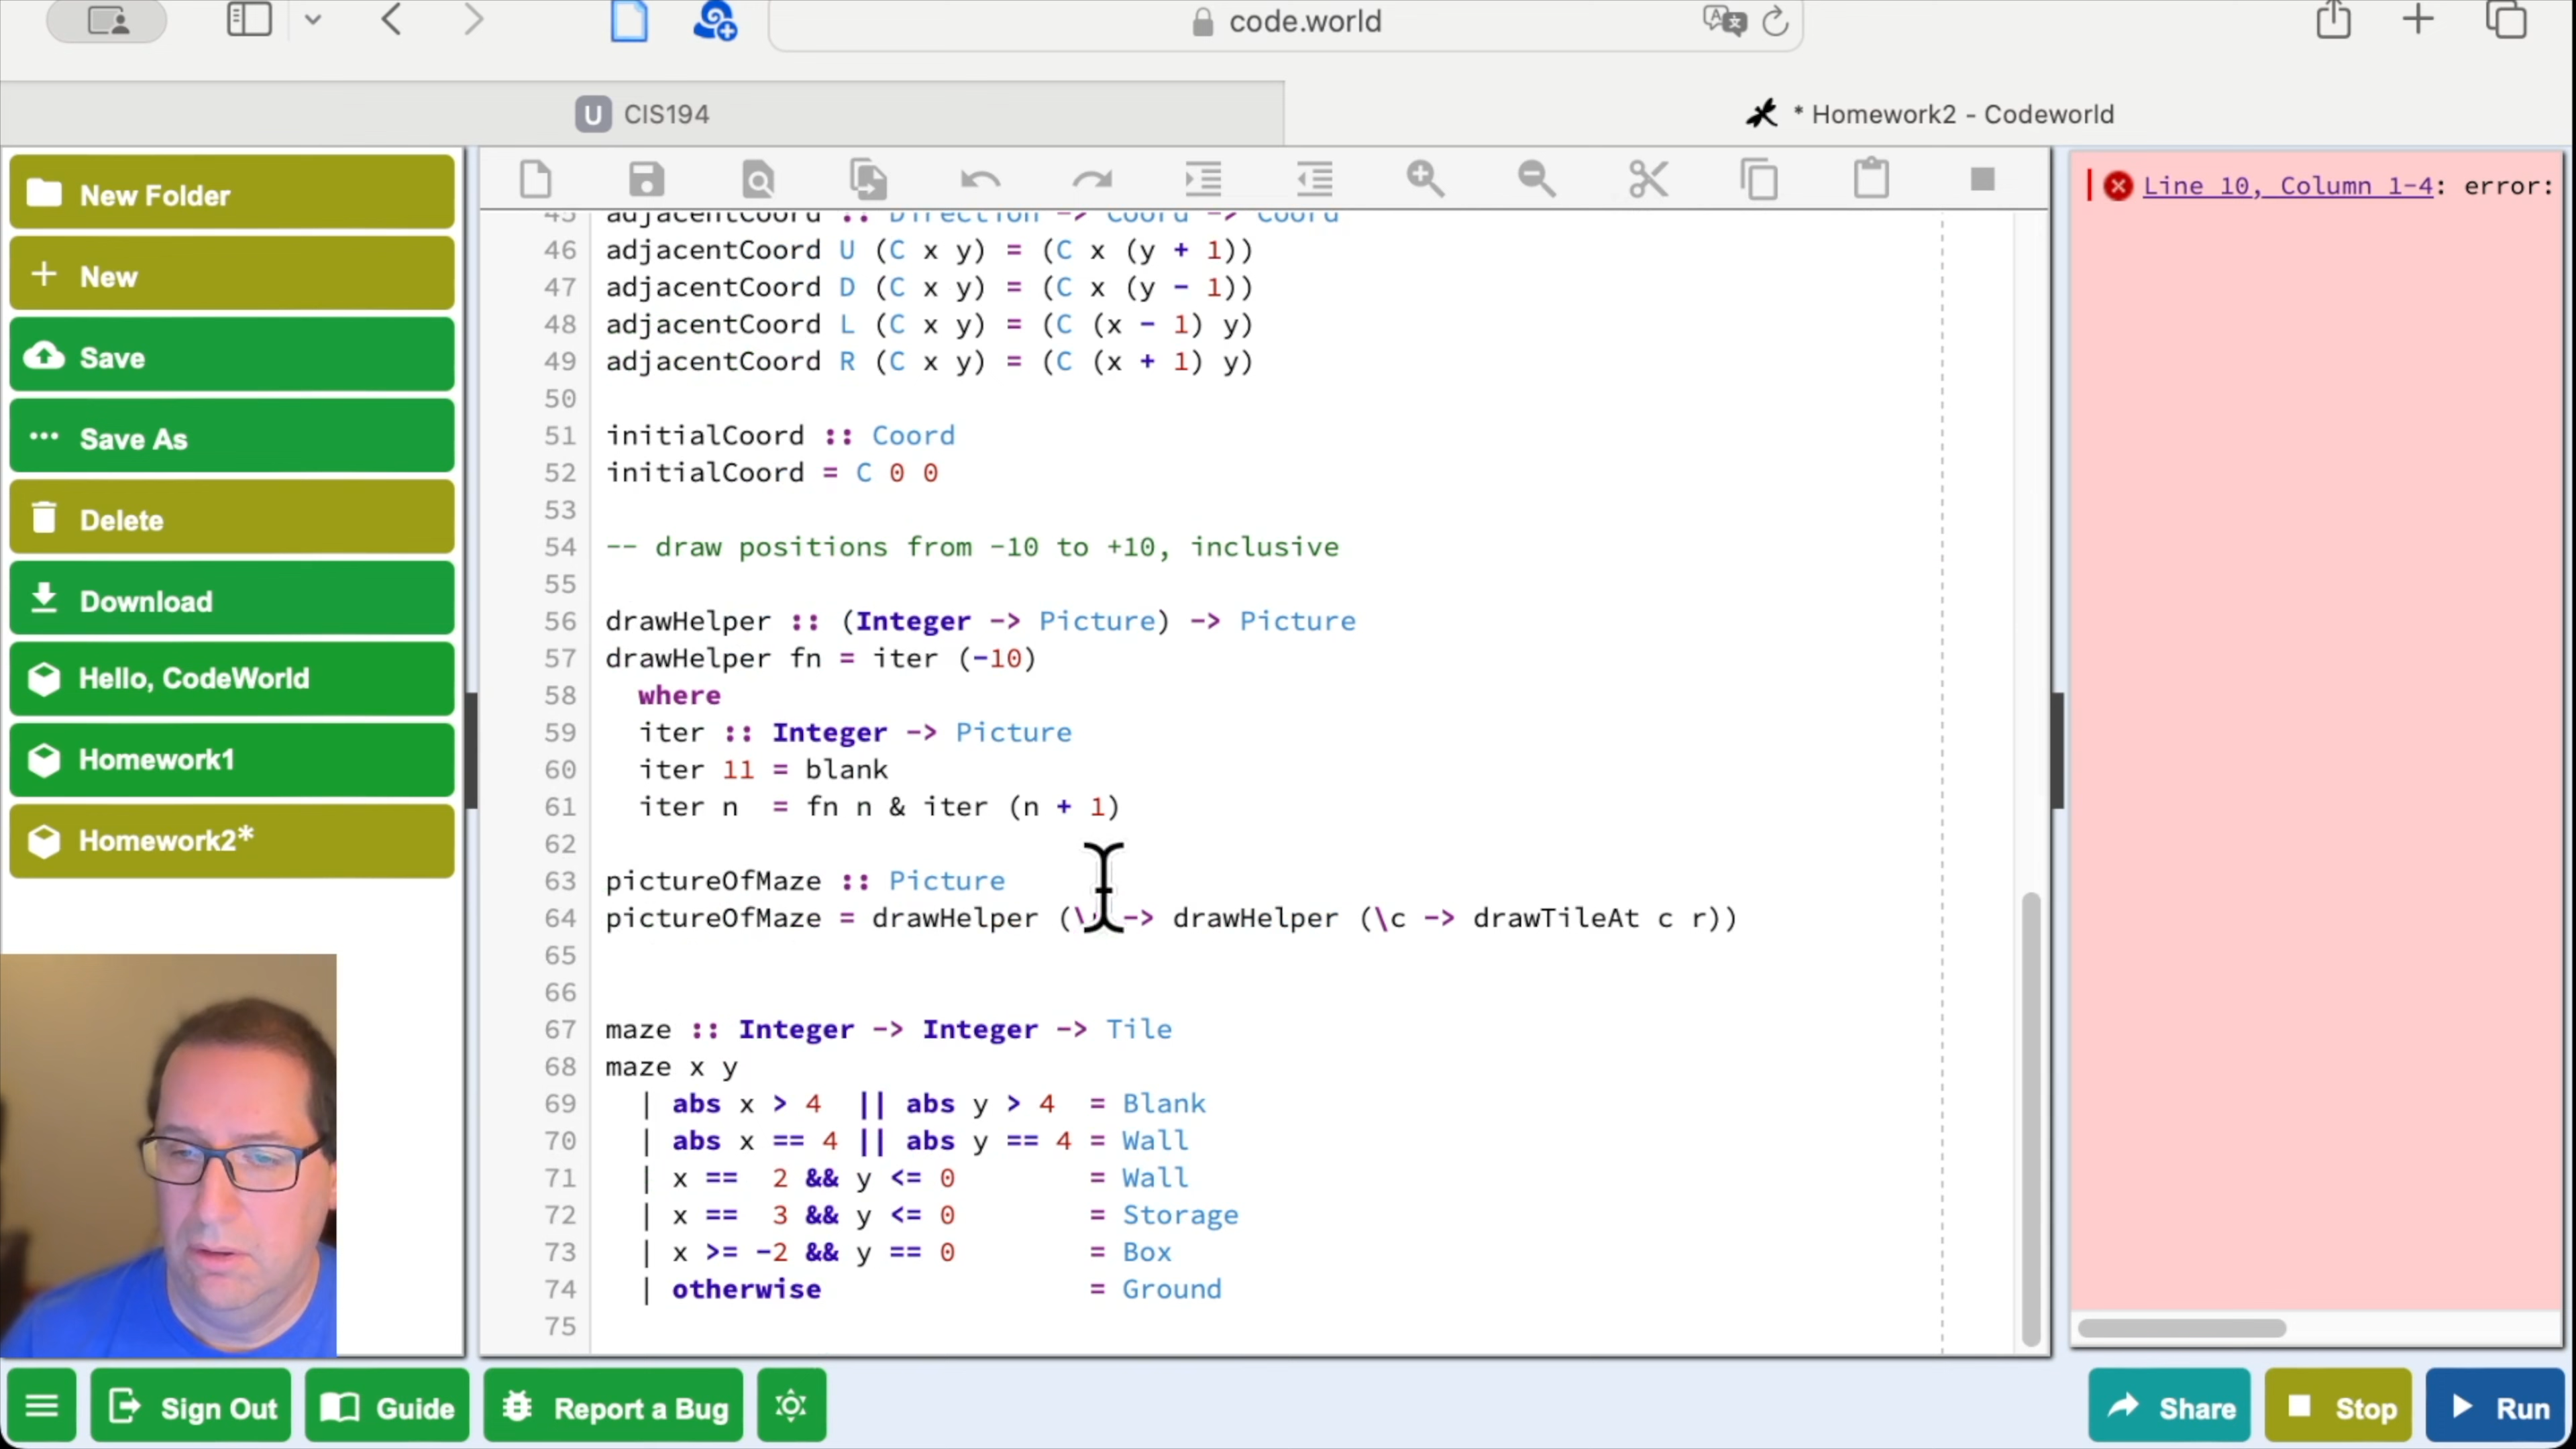 code.world
CIS194
* Homework2 - Codeworld
New Folder
New
Save
Save As
Delete
Download
Hello, CodeWorld
Homework1
Homework2*
45 adjacentCoord :: Direction -> Coord -> Coord
46 adjacentCoord U (C x y) = (C x (y + 1))
47 adjacentCoord D (C x y) = (C x (y - 1))
48 adjacentCoord L (C x y) = (C (x - 1) y)
49 adjacentCoord R (C x y) = (C (x + 1) y)
50
51 initialCoord :: Coord
52 initialCoord = C 0 0
53
54 -- draw positions from -10 to +10, inclusive
55
56 drawHelper :: (Integer -> Picture) -> Picture
57 drawHelper fn = iter (-10)
58 where
59 iter :: Integer -> Picture
60 iter 11 = blank
61 iter n  = fn n & iter (n + 1)
62
63 pictureOfMaze :: Picture
64 pictureOfMaze = drawHelper (\ -> drawHelper (\c -> drawTileAt c r))
65
66
67 maze :: Integer -> Integer -> Tile
68 maze x y
69 | abs x > 4  || abs y > 4  = Blank
70 | abs x == 4 || abs y == 4 = Wall
71 | x ==  2 && y <= 0        = Wall
72 | x ==  3 && y <= 0        = Storage
73 | x >= -2 && y == 0        = Box
74 | otherwise                = Ground
75
Line 10, Column 1-4: error:
Sign Out
Guide
Report a Bug
Share
Stop
Run